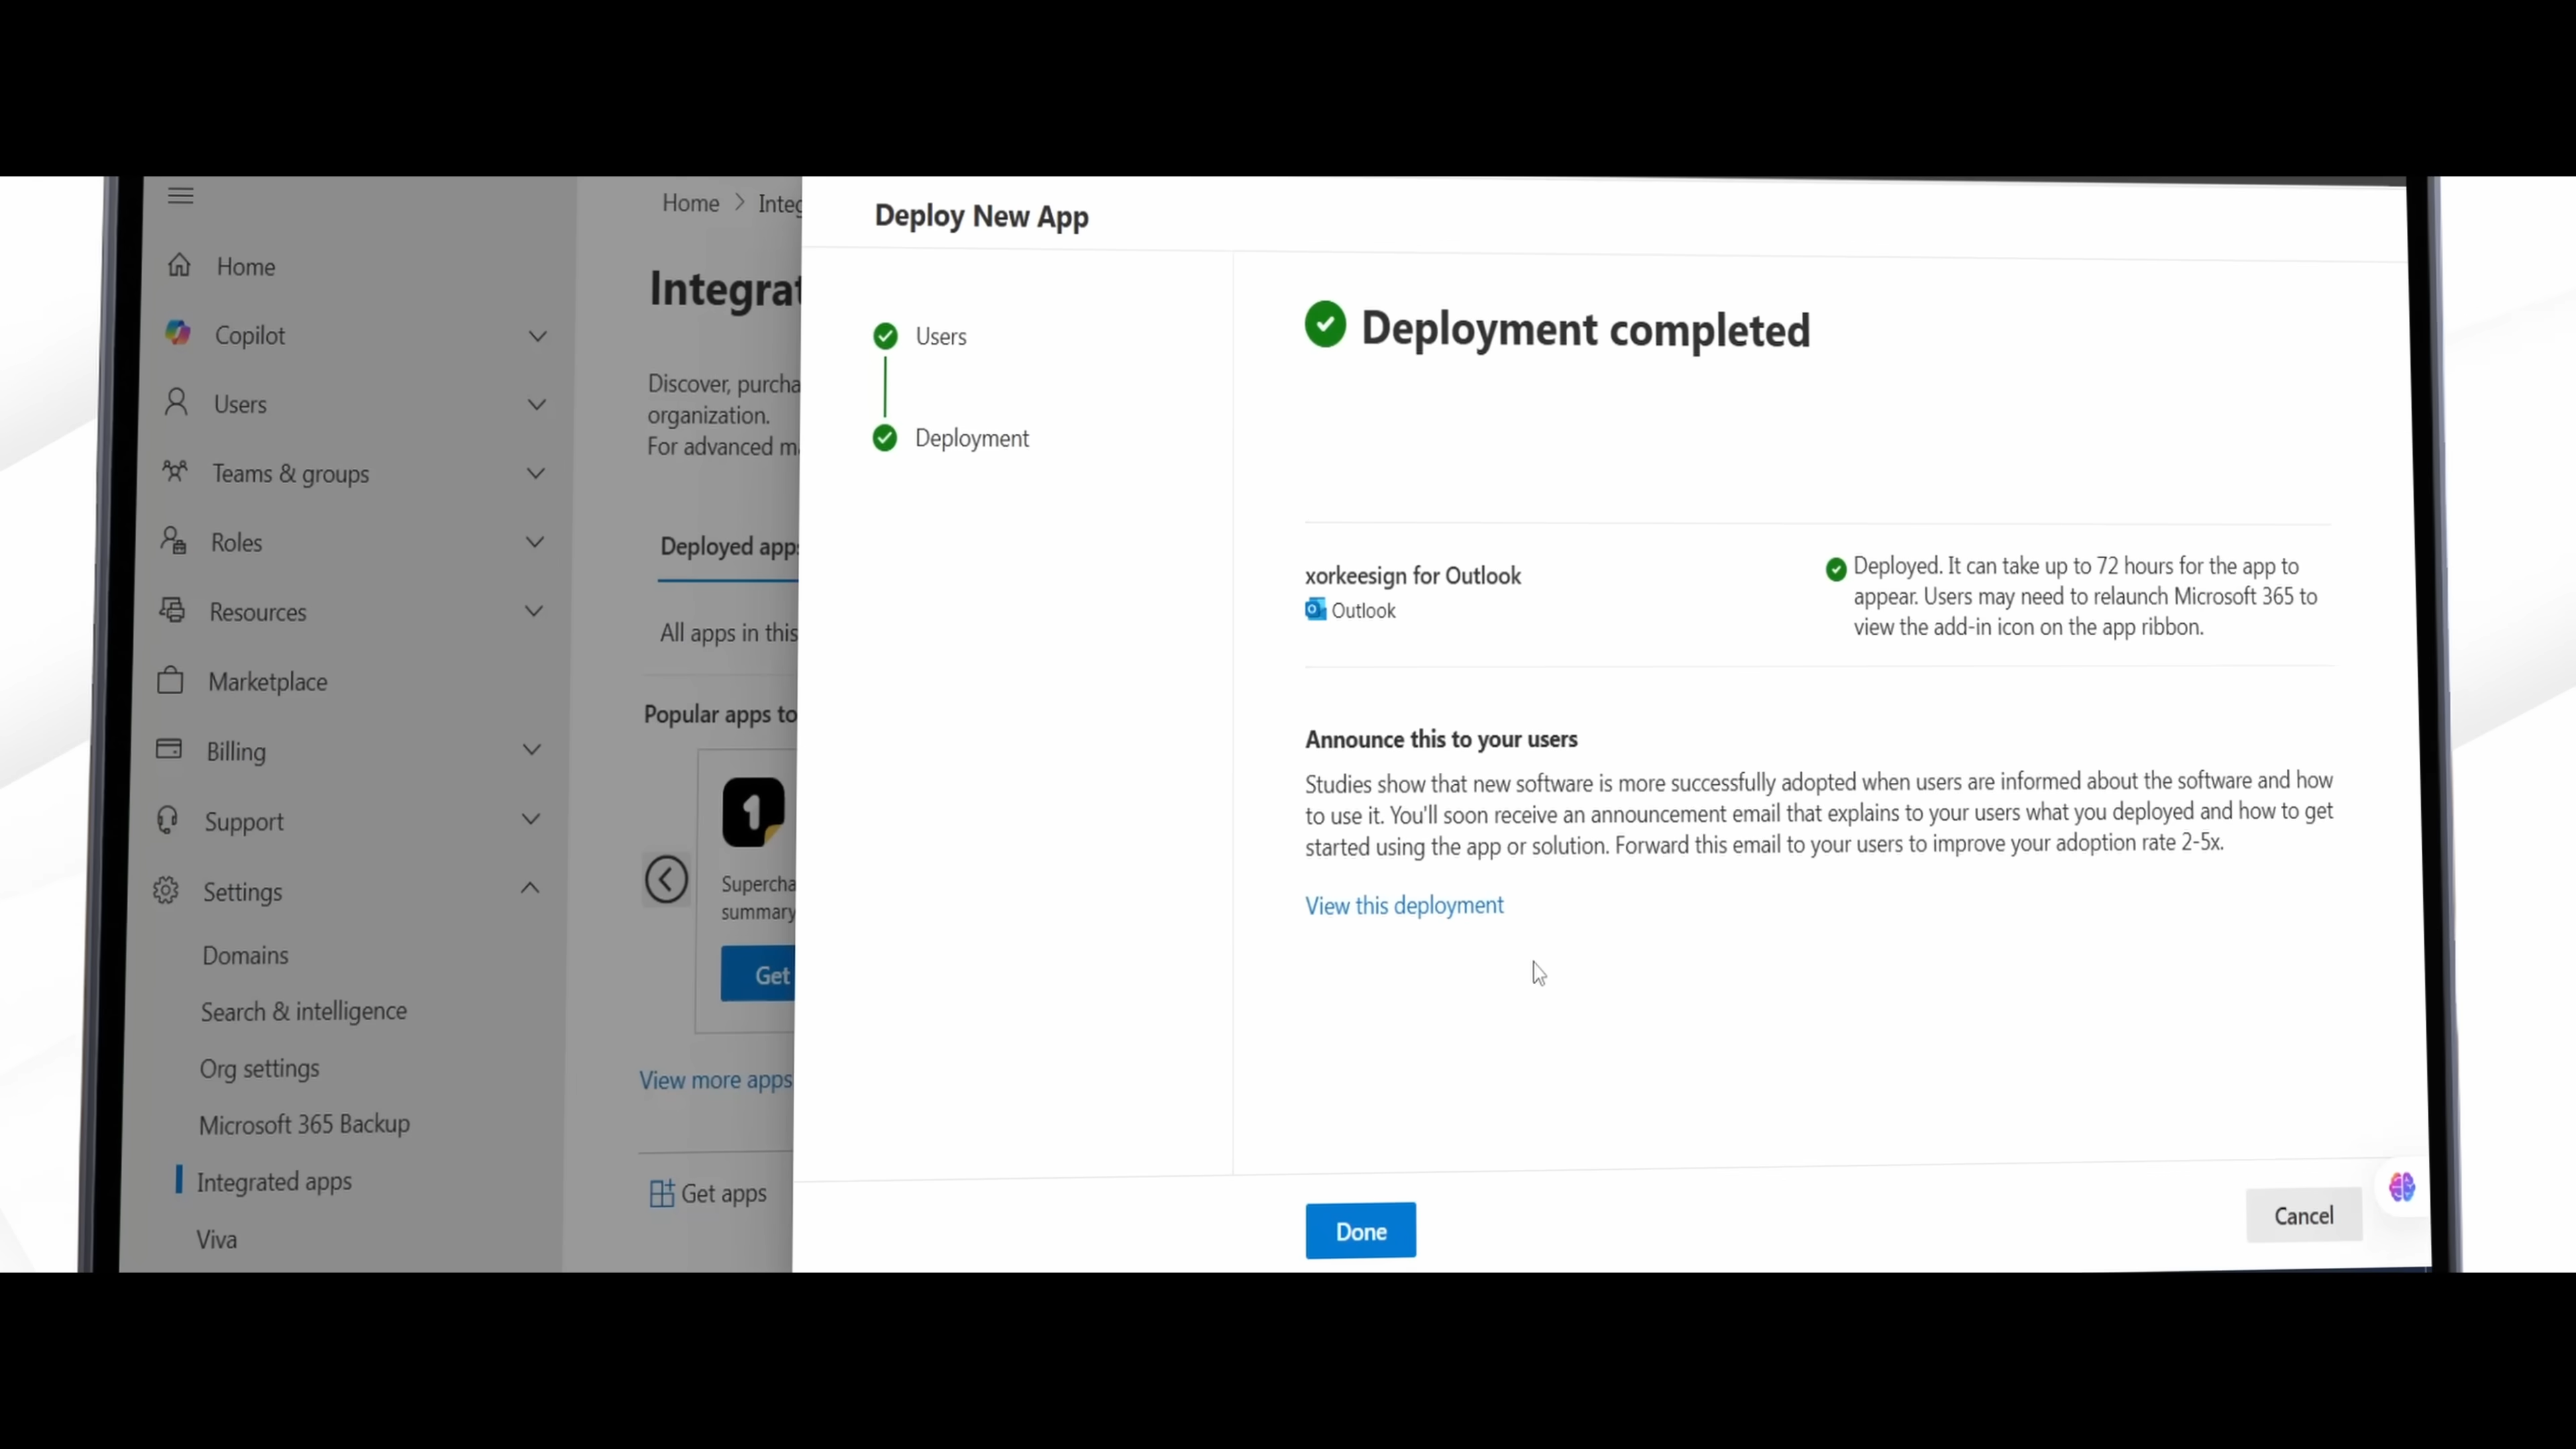 Home
Copilot
Users
Teams & groups
Roles
Resources
Marketplace
Billing
Support
Settings
Domains
Search & intelligence
Org settings
Microsoft 365 Backup
Integrated apps
Viva
Home > Integ
Integrat
Discover, purcha
organization.
For advanced m
Deployed apps
All apps in this
Popular apps to
1
Supercha
summary
Get
View more apps
Get apps
Deploy New App
Users
Deployment
Deployment completed
xorkeesign for Outlook
Outlook
Deployed. It can take up to 72 hours for the app to
appear. Users may need to relaunch Microsoft 365 to
view the add-in icon on the app ribbon.
Announce this to your users
Studies show that new software is more successfully adopted when users are informed about the software and how
to use it. You'll soon receive an announcement email that explains to your users what you deployed and how to get
started using the app or solution. Forward this email to your users to improve your adoption rate 2-5x.
View this deployment
Done
Cancel